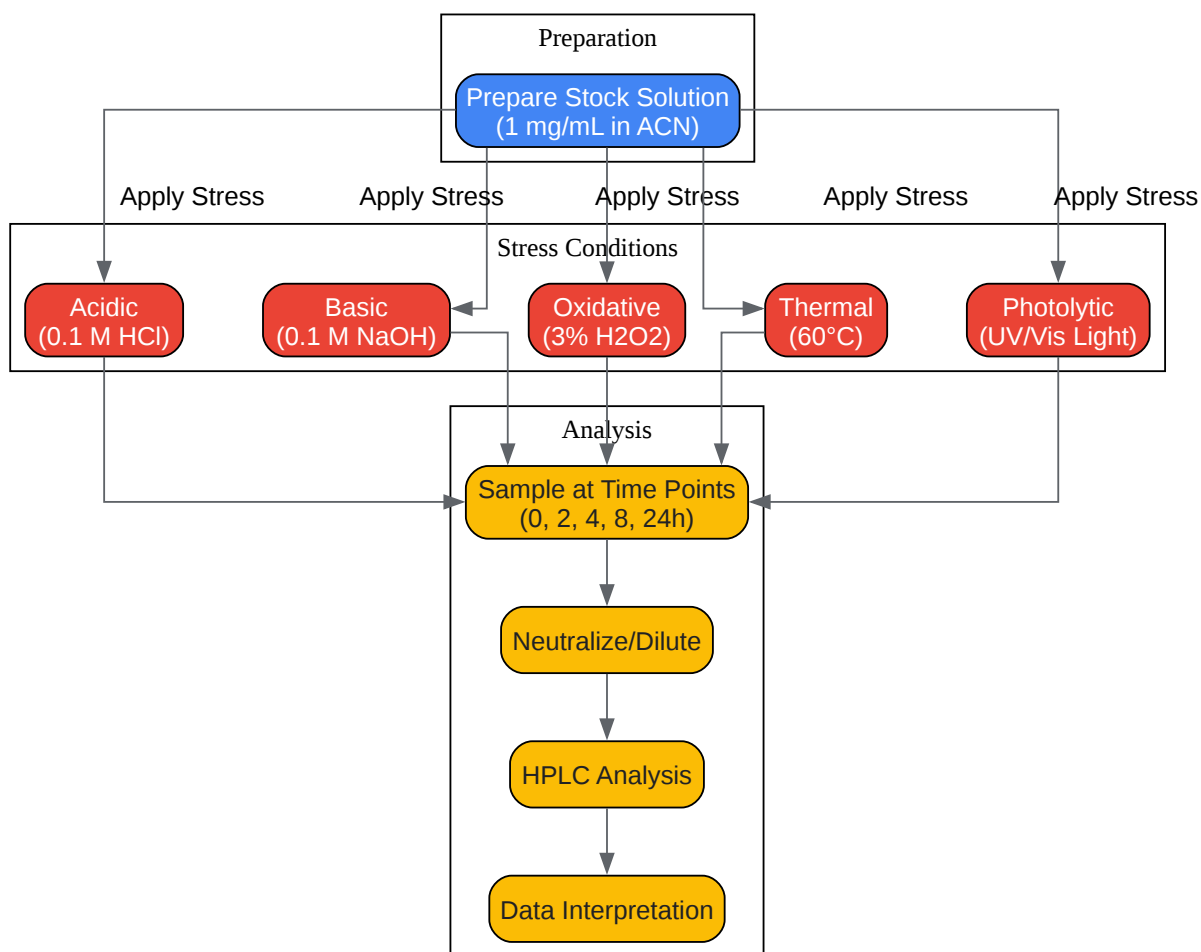 Preparation
Prepare Stock Solution
(1 mg/mL in ACN)
Apply Stress
Apply Stress
Apply Stress
Apply Stress
Apply Stress
Stress Conditions
Acidic
(0.1 M HCl)
Basic
(0.1 M NaOH)
Oxidative
(3% H2O2)
Thermal
(60°C)
Photolytic
(UV/Vis Light)
Analysis
Sample at Time Points
(0, 2, 4, 8, 24h)
Neutralize/Dilute
HPLC Analysis
Data Interpretation